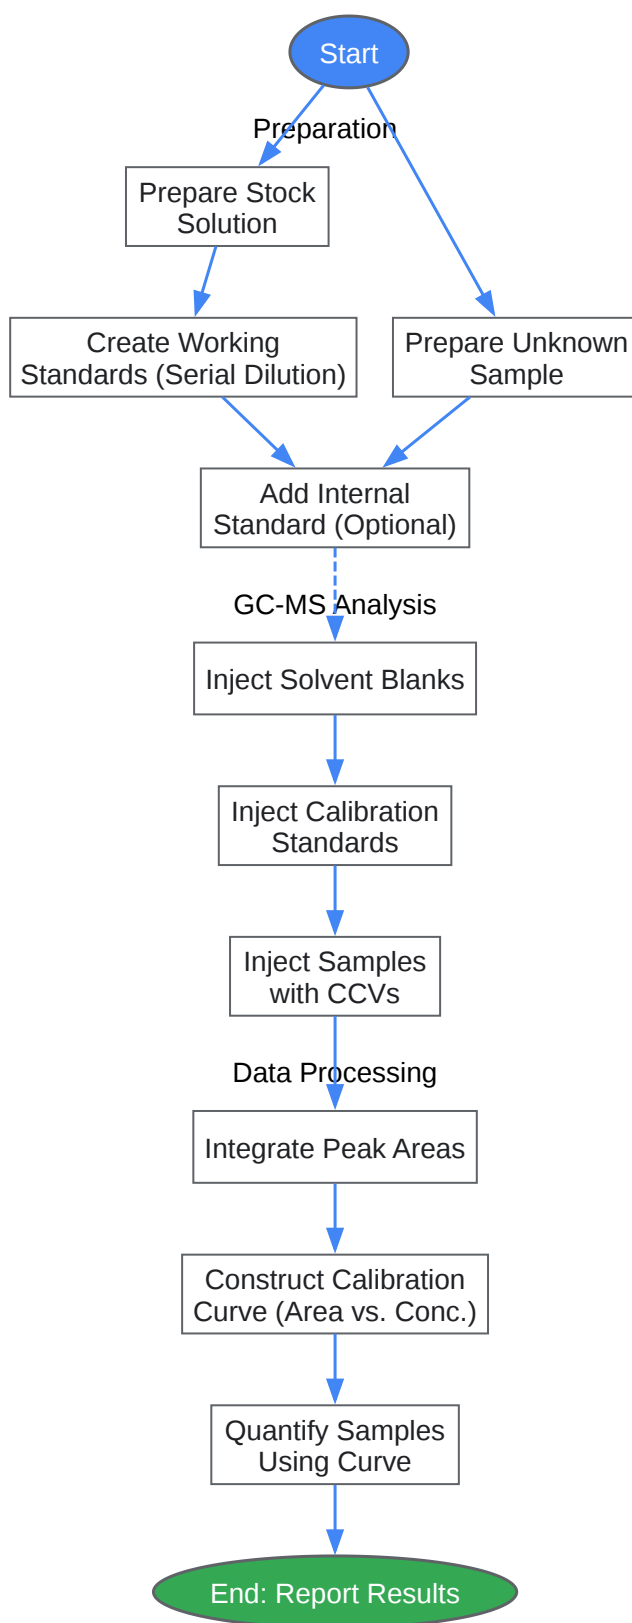 Start
Preparation
Prepare Stock
Solution
Create Working
Standards (Serial Dilution)
Prepare Unknown
Sample
Add Internal
Standard (Optional)
GC-MS Analysis
Inject Solvent Blanks
Inject Calibration
Standards
Inject Samples
with CCVs
Data Processing
Integrate Peak Areas
Construct Calibration
Curve (Area vs. Conc.)
Quantify Samples
Using Curve
End: Report Results